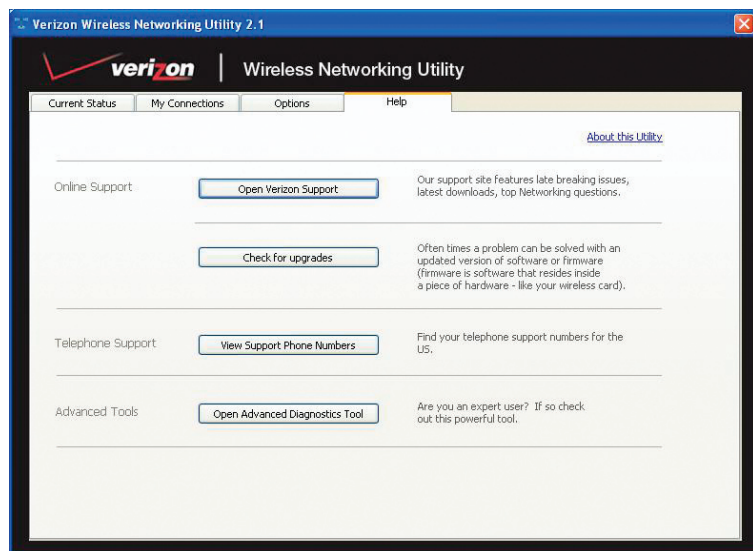 Verizon Wireless Networking Utility 2.1
verizon | Wireless Networking Utility
Current Status My Connections Options Help
About this Utility
Online Support
Open Verizon Support
Our support site features late breaking issues,
latest downloads, top Networking questions.
Check for upgrades
Often times a problem can be solved with an
updated version of software or firmware
(firmware is software that resides inside
a piece of hardware - like your wireless card).
Telephone Support
View Support Phone Numbers
Find your telephone support numbers for the
US.
Advanced Tools
Open Advanced Diagnostics Tool
Are you an expert user? If so check
out this powerful tool.